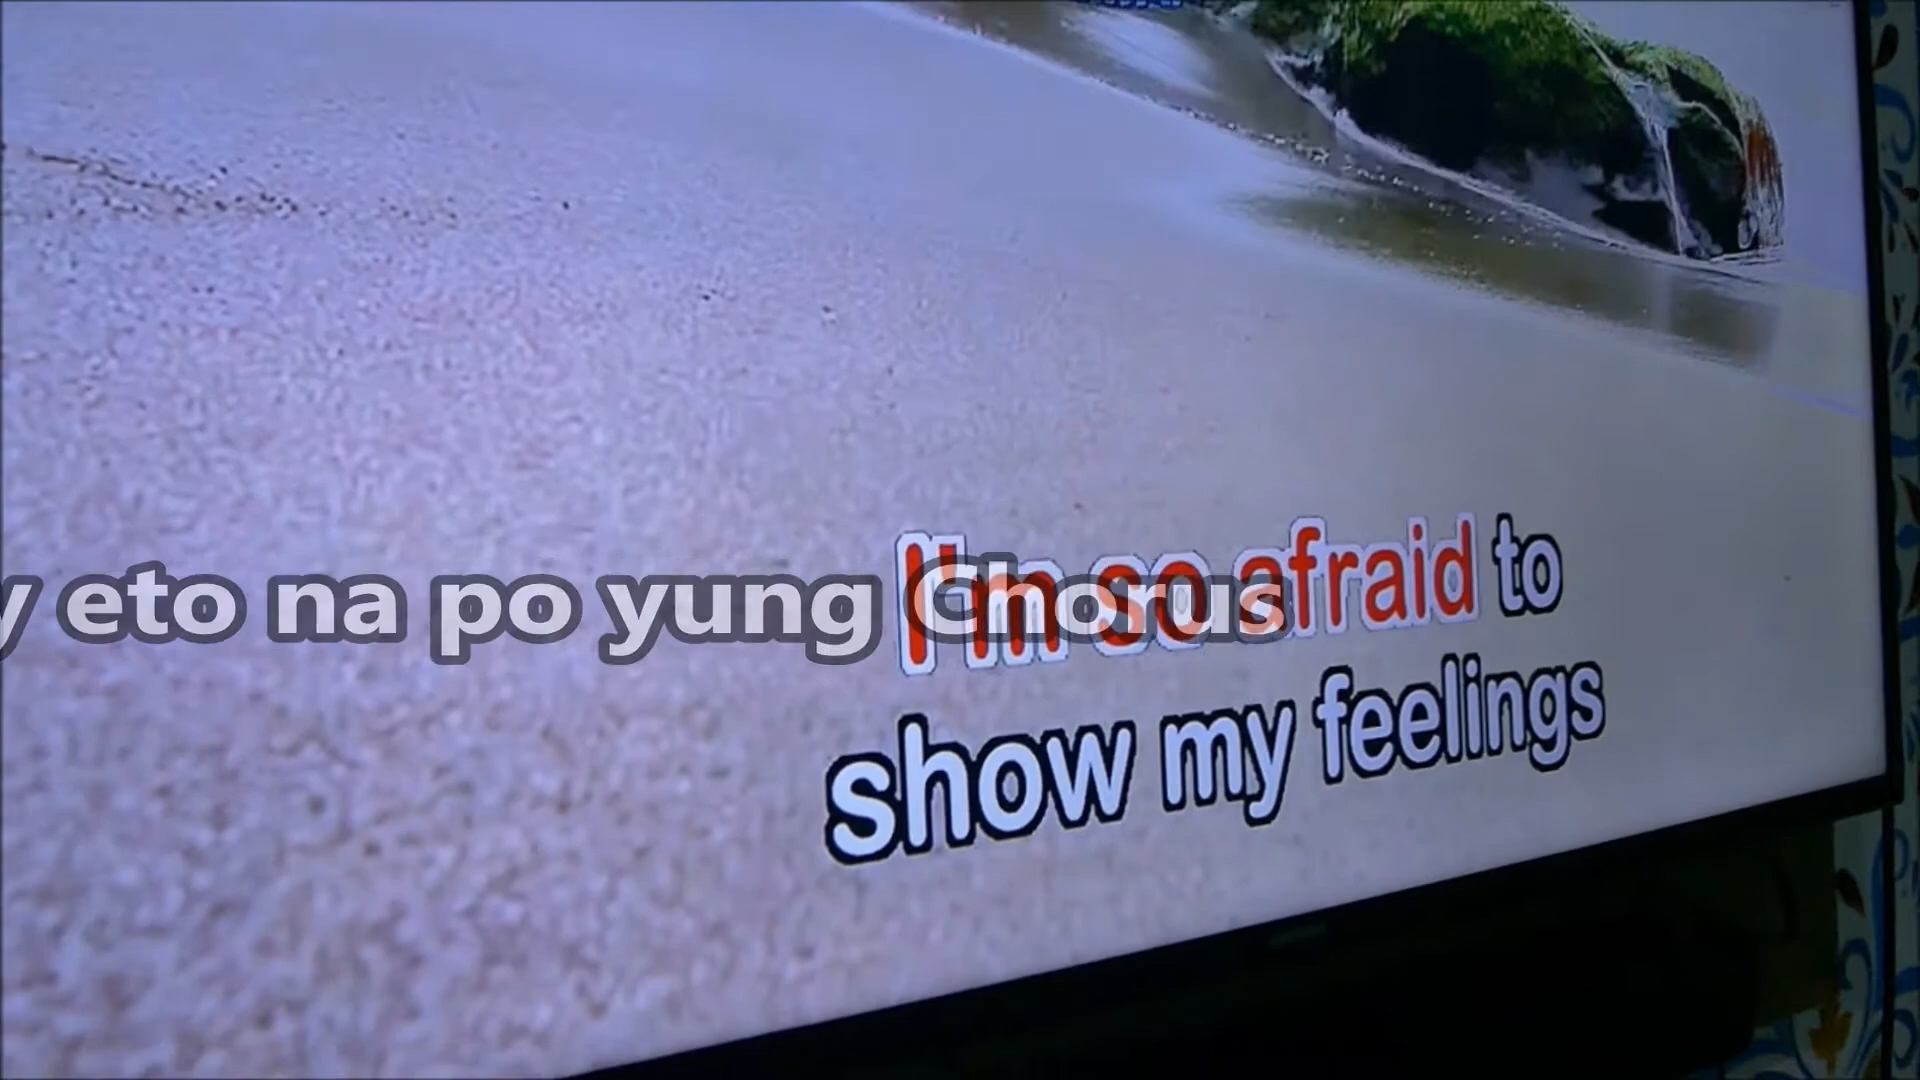 y eto na po yung Chorus
I'm so afraid to
show my feelings